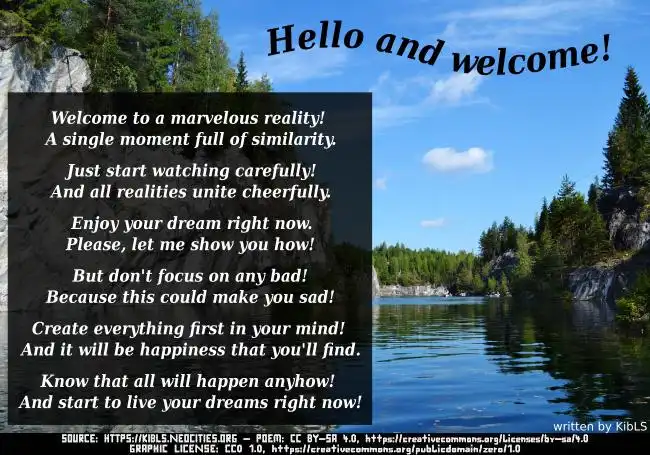 Hello and welcome!
Welcome to a marvelous reality!
A single moment full of similarity.
Just start watching carefully!
And all realities unite cheerfully.
Enjoy your dream right now.
Please, let me show you how!
But don't focus on any bad!
Because this could make you sad!
Create everything first in your mind!
And it will be happiness that you'll find.
Know that all will happen anyhow!
And start to live your dreams right now!
written by KibLS
SOURCE: HTTPS://KIBLS.NEOCITIES.ORG – POEM: CC BY-SA 4.0, https://creativecommons.org/licenses/by-sa/4.0
GRAPHIC LICENSE: CC0 1.0, https://creativecommons.org/publicdomain/zero/1.0